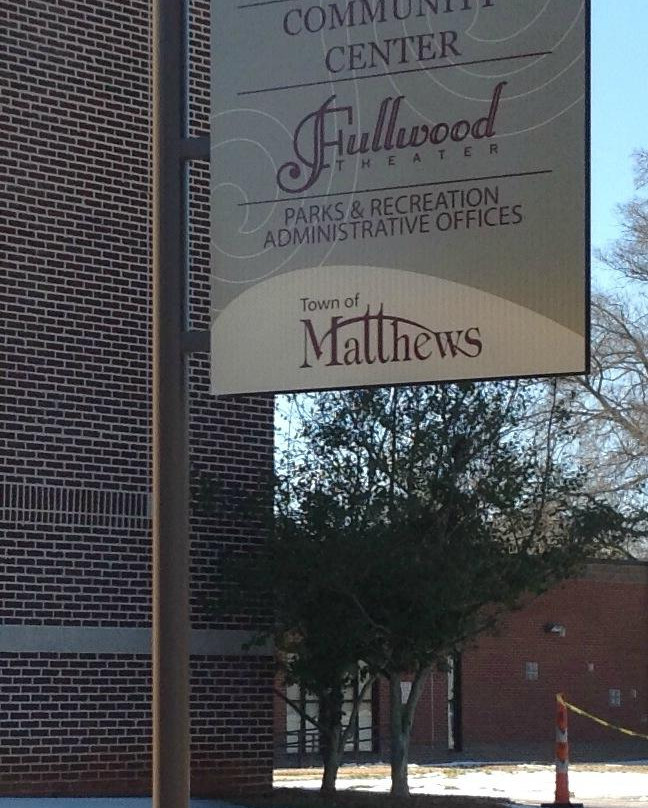 COMMUNITY
CENTER
Fullwood
THEATER
PARKS & RECREATION
ADMINISTRATIVE OFFICES
Town of
Matthews